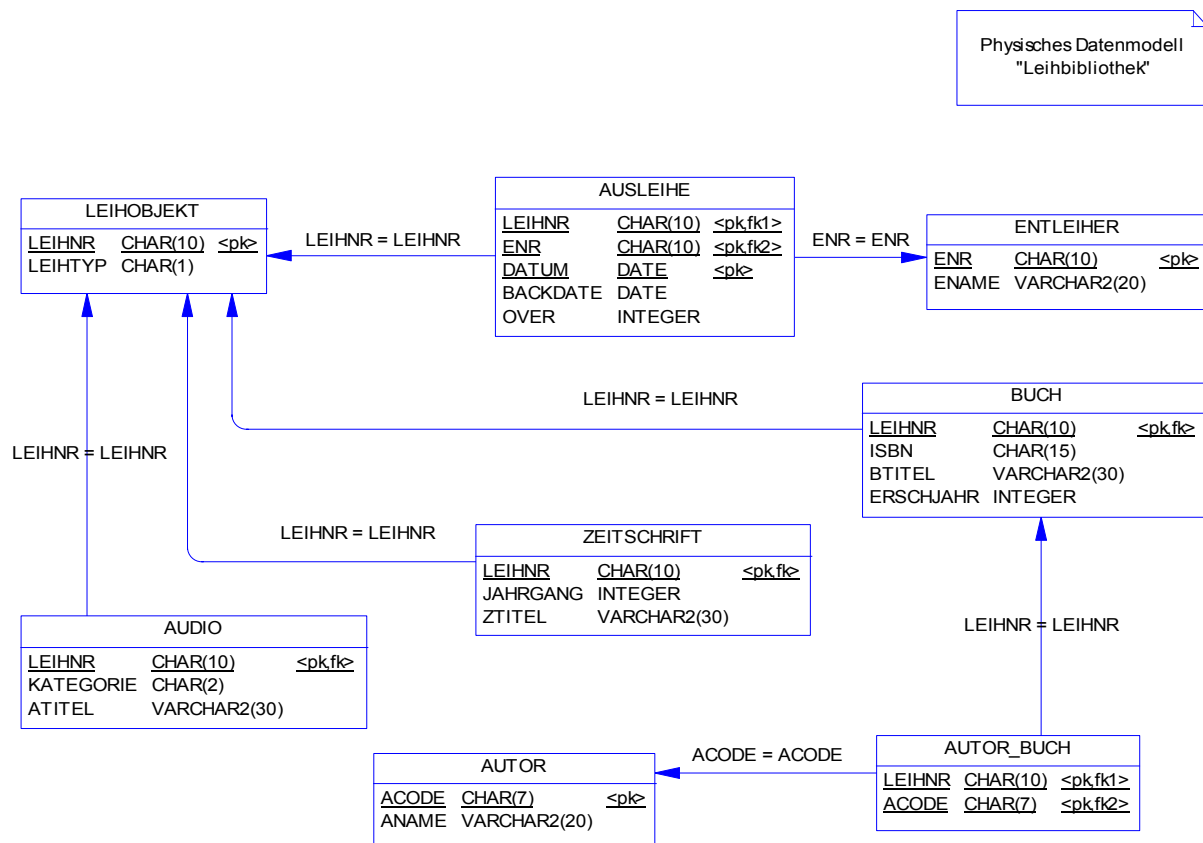 Physisches Datenmodell
"Leihbibliothek"
LEIHOBJEKT
LEIHNR CHAR(10) <pk>
LEIHTYP CHAR(1)
LEIHNR = LEIHNR
AUSLEIHE
LEIHNR CHAR(10) <pk,fk1>
ENR CHAR(10) <pk,fk2>
DATUM DATE <pk>
BACKDATE DATE
OVER INTEGER
ENR = ENR
ENTLEIHER
ENR CHAR(10) <pk>
ENAME VARCHAR2(20)
LEIHNR = LEIHNR
BUCH
LEIHNR CHAR(10) <pk,fk>
ISBN CHAR(15)
BTITEL VARCHAR2(30)
ERSCHJAHR INTEGER
LEIHNR = LEIHNR
LEIHNR = LEIHNR
ZEITSCHRIFT
LEIHNR CHAR(10) <pk,fk>
JAHRGANG INTEGER
ZTITEL VARCHAR2(30)
LEIHNR = LEIHNR
AUDIO
LEIHNR CHAR(10) <pk,fk>
KATEGORIE CHAR(2)
ATITEL VARCHAR2(30)
AUTOR
ACODE CHAR(7) <pk>
ANAME VARCHAR2(20)
ACODE = ACODE
AUTOR_BUCH
LEIHNR CHAR(10) <pk,fk1>
ACODE CHAR(7) <pk,fk2>